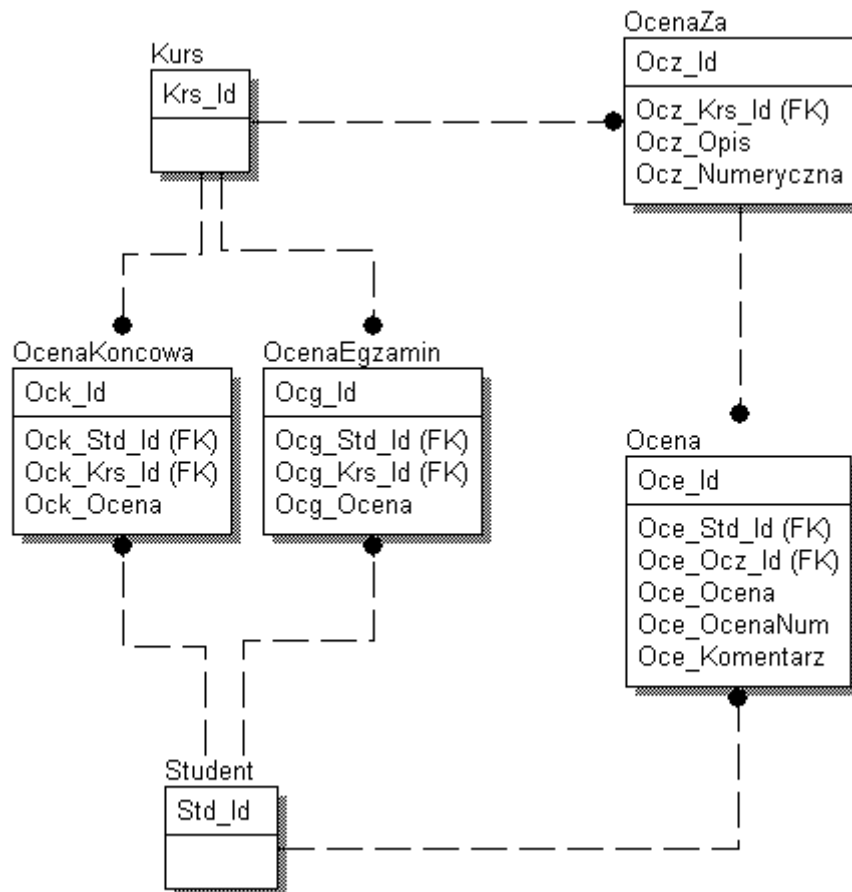 Kurs
Krs_Id
OcenaZa
Ocz_Id
Ocz_Krs_Id (FK)
Ocz_Opis
Ocz_Numeryczna
OcenaKoncowa
Ock_Id
Ock_Std_Id (FK)
Ock_Krs_Id (FK)
Ock_Ocena
OcenaEgzamin
Ocg_Id
Ocg_Std_Id (FK)
Ocg_Krs_Id (FK)
Ocg_Ocena
Ocena
Oce_Id
Oce_Std_Id (FK)
Oce_Ocz_Id (FK)
Oce_Ocena
Oce_OcenaNum
Oce_Komentarz
Student
Std_Id